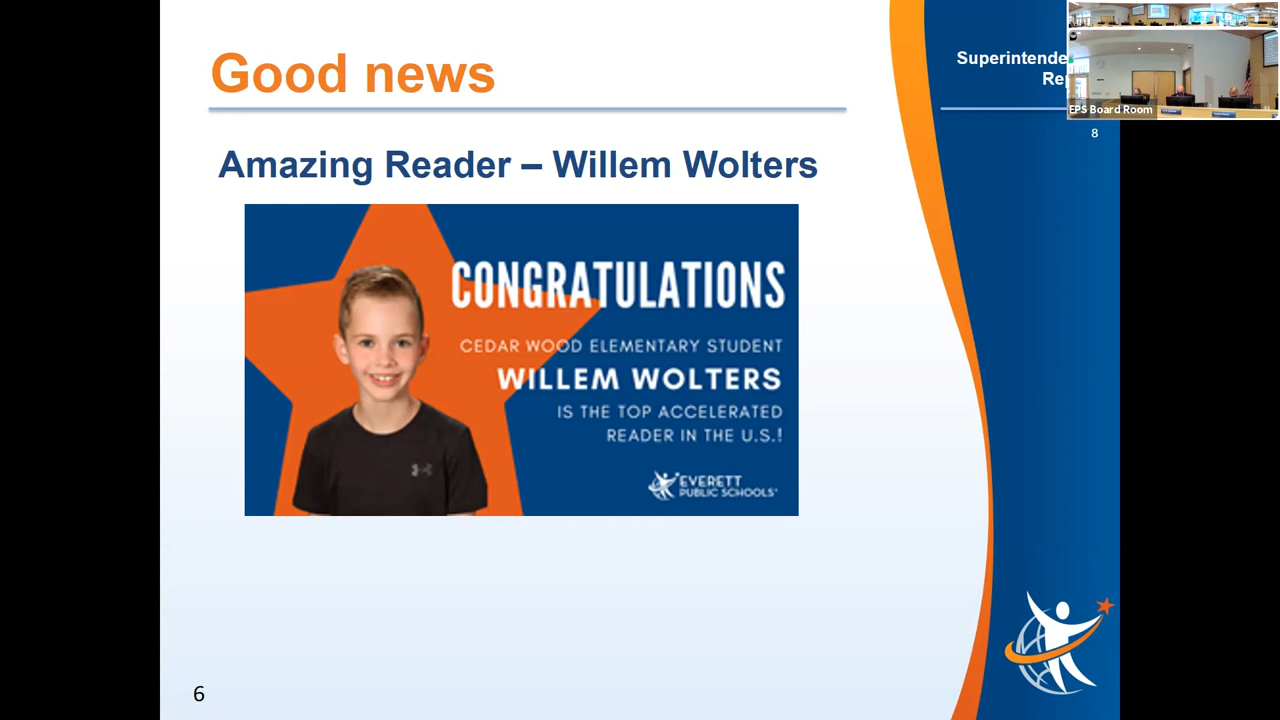 Good news
Superintende
Re
EPS Board Room
8
Amazing Reader – Willem Wolters
CONGRATULATIONS
CEDAR WOOD ELEMENTARY STUDENT
WILLEM WOLTERS
IS THE TOP ACCELERATED
READER IN THE U.S.!
EVERETT
PUBLIC SCHOOLS
6